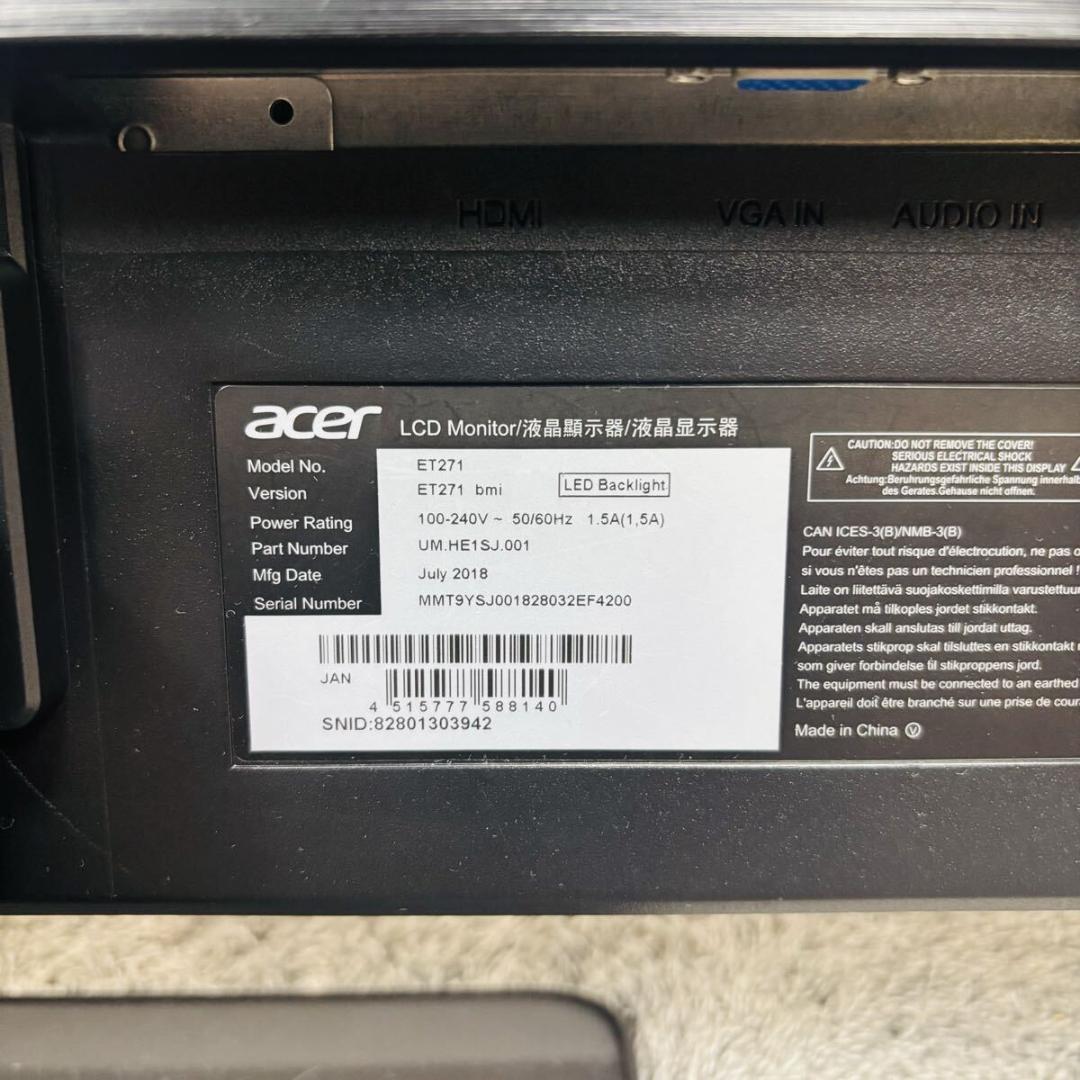 HDMI VGA IN AUDIO IN
acer LCD Monitor/液晶顯示器/液晶显示器
Model No. ET271
Version ET271 bmi LED Backlight
Power Rating 100-240V ~ 50/60Hz 1.5A(1,5A)
Part Number UM.HE1SJ.001
Mfg Date July 2018
Serial Number MMT9YSJ001828032EF4200
JAN
4 515777 588140
SNID:82801303942
CAUTION:DO NOT REMOVE THE COVER!
SERIOUS ELECTRICAL SHOCK
HAZARDS EXIST INSIDE THIS DISPLAY
Achtung:Beruhrungsgefahrliche Spannung innerhalb
des Gerates.Gehause nicht offnen.
CAN ICES-3(B)/NMB-3(B)
Pour éviter tout risque d'électrocution, ne pas
si vous n'êtes pas un technicien professionnel !
Laite on liitettävä suojakoskettimilla varustettuun
Apparatet må tilkoples jordet stikkontakt.
Apparaten skall anslutas till jordat uttag.
Apparatets stikprop skal tilsluttes en stikkontakt
som giver forbindelse til stikproppens jord.
The equipment must be connected to an earthed
L'appareil doit être branché sur une prise de
Made in China Ⓥ